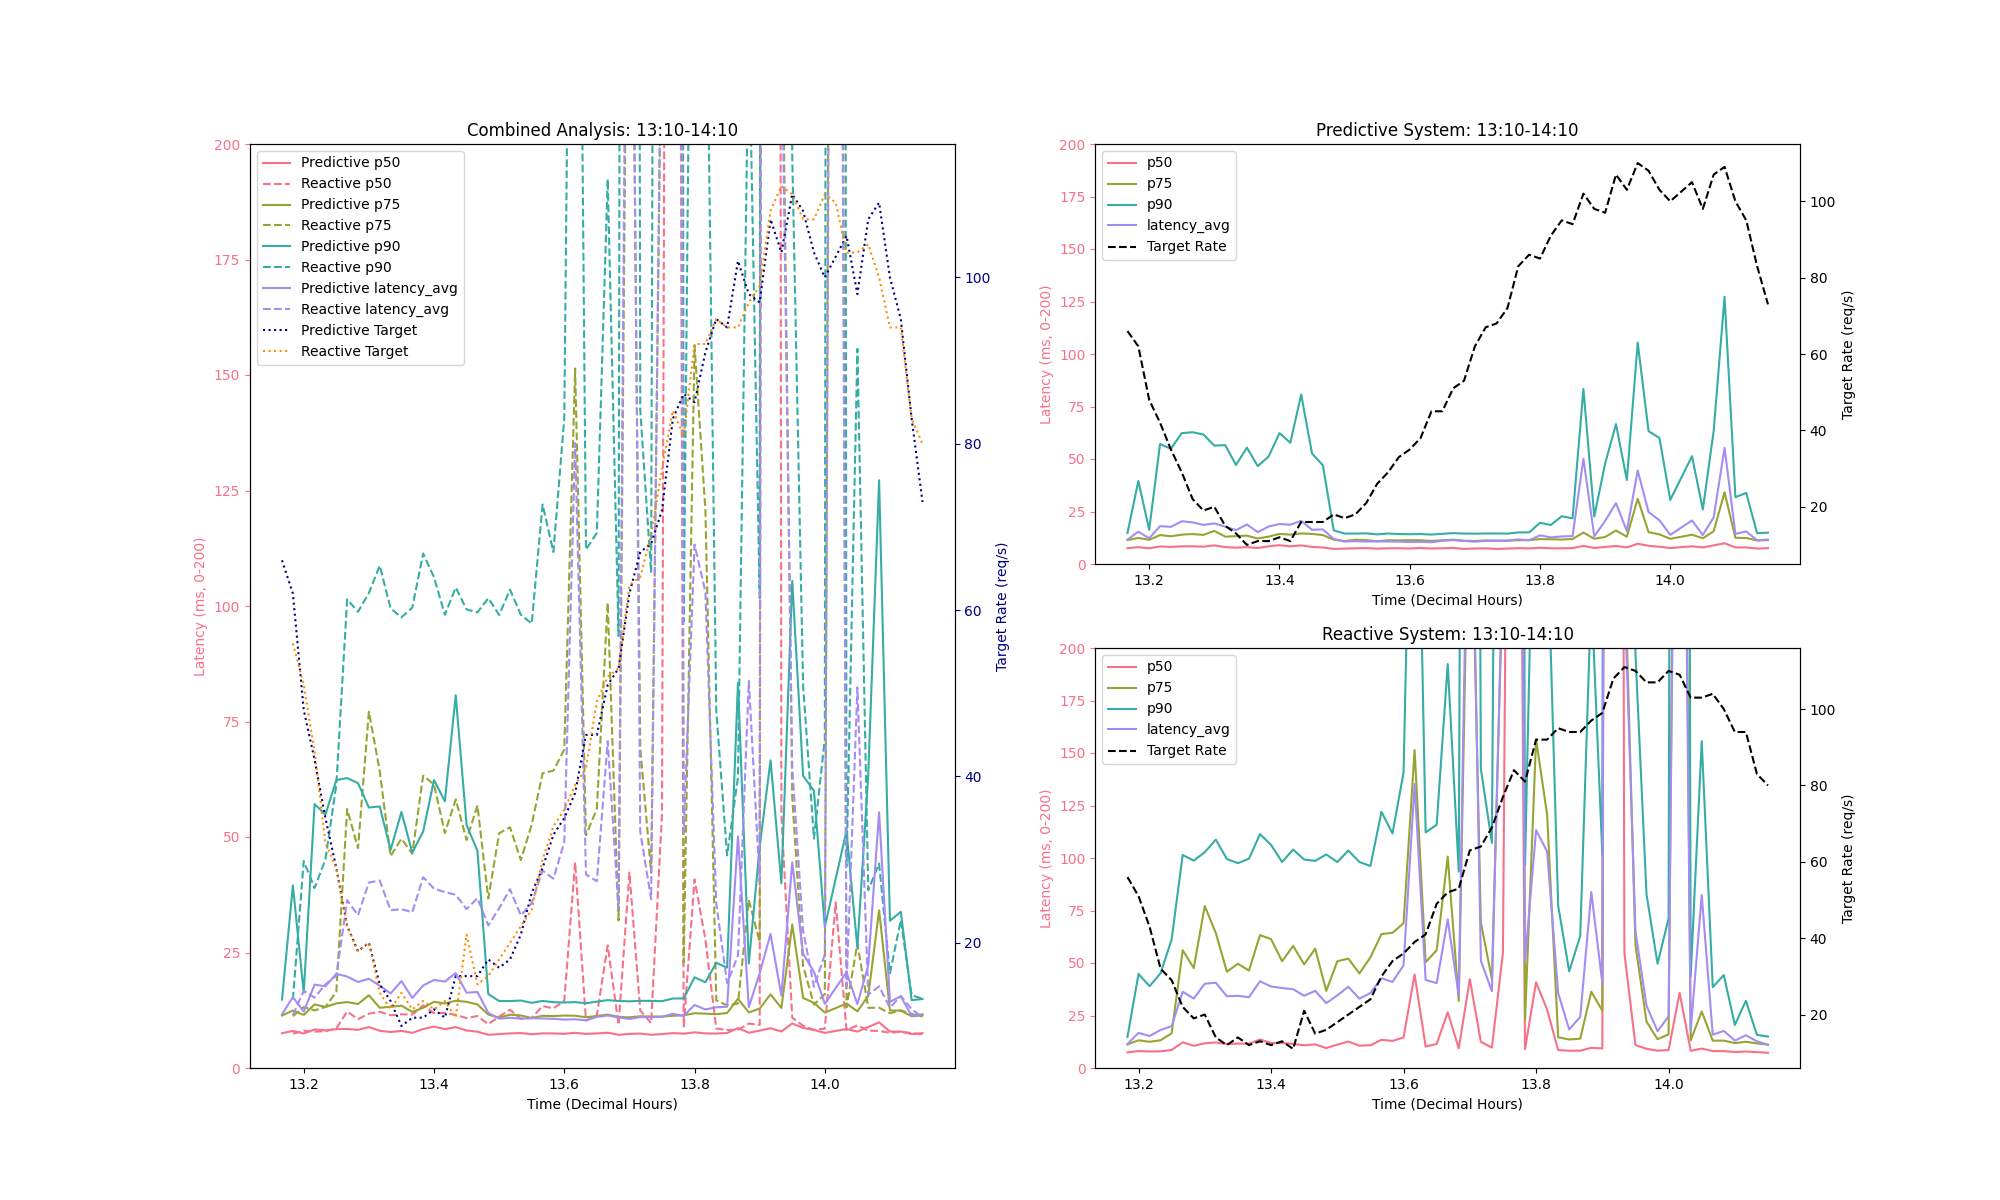 Combined Analysis: 13:10-14:10
200
175
150
125
100
75
50
25
0
Latency (ms, 0-200)
Predictive p50
Reactive p50
Predictive p75
Reactive p75
Predictive p90
Reactive p90
Predictive latency_avg
Reactive latency_avg
Predictive Target
Reactive Target
100
80
60
40
20
Target Rate (req/s)
13.2 13.4 13.6 13.8 14.0
Time (Decimal Hours)
Predictive System: 13:10-14:10
200
175
150
125
100
75
50
25
0
Latency (ms, 0-200)
p50
p75
p90
latency_avg
Target Rate
100
80
60
40
20
Target Rate (req/s)
13.2 13.4 13.6 13.8 14.0
Time (Decimal Hours)
Reactive System: 13:10-14:10
200
175
150
125
100
75
50
25
0
Latency (ms, 0-200)
p50
p75
p90
latency_avg
Target Rate
100
80
60
40
20
Target Rate (req/s)
13.2 13.4 13.6 13.8 14.0
Time (Decimal Hours)